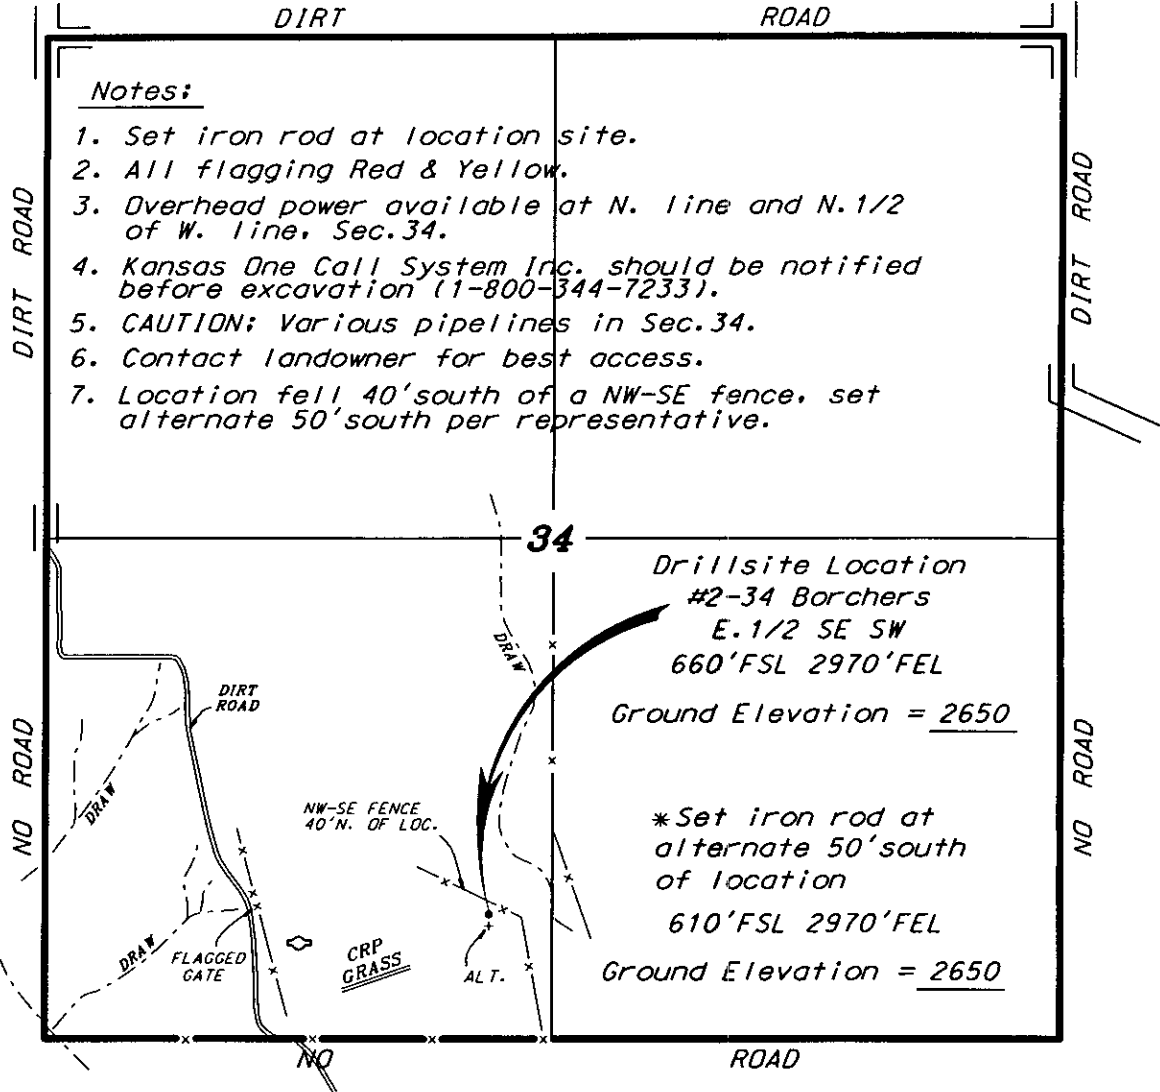 DIRT ROAD
Notes:
1. Set iron rod at location site.
2. All flagging Red & Yellow.
3. Overhead power available at N. line and N.1/2
of W. line, Sec.34.
4. Kansas One Call System Inc. should be notified
before excavation (1-800-344-7233).
5. CAUTION: Various pipelines in Sec.34.
6. Contact landowner for best access.
7. Location fell 40'south of a NW-SE fence, set
alternate 50'south per representative.
DIRT ROAD
DIRT ROAD
34
Drillsite Location
#2-34 Borchers
E.1/2 SE SW
660'FSL 2970'FEL
Ground Elevation = 2650
DRAW
DIRT
ROAD
NO ROAD
NO ROAD
DRAW
NW-SE FENCE
40'N. OF LOC.
*Set iron rod at
alternate 50'south
of location
610'FSL 2970'FEL
Ground Elevation = 2650
DRAW
FLAGGED
GATE
CRP
GRASS
ALT.
NO ROAD